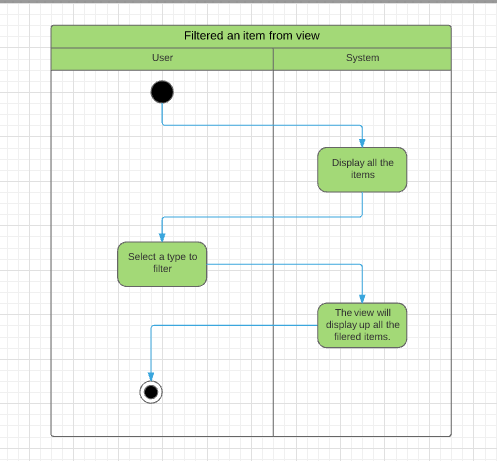 Filtered an item from view
User
System
Display all the
items
Select a type to
filter
The view will
display up all the
filered items.